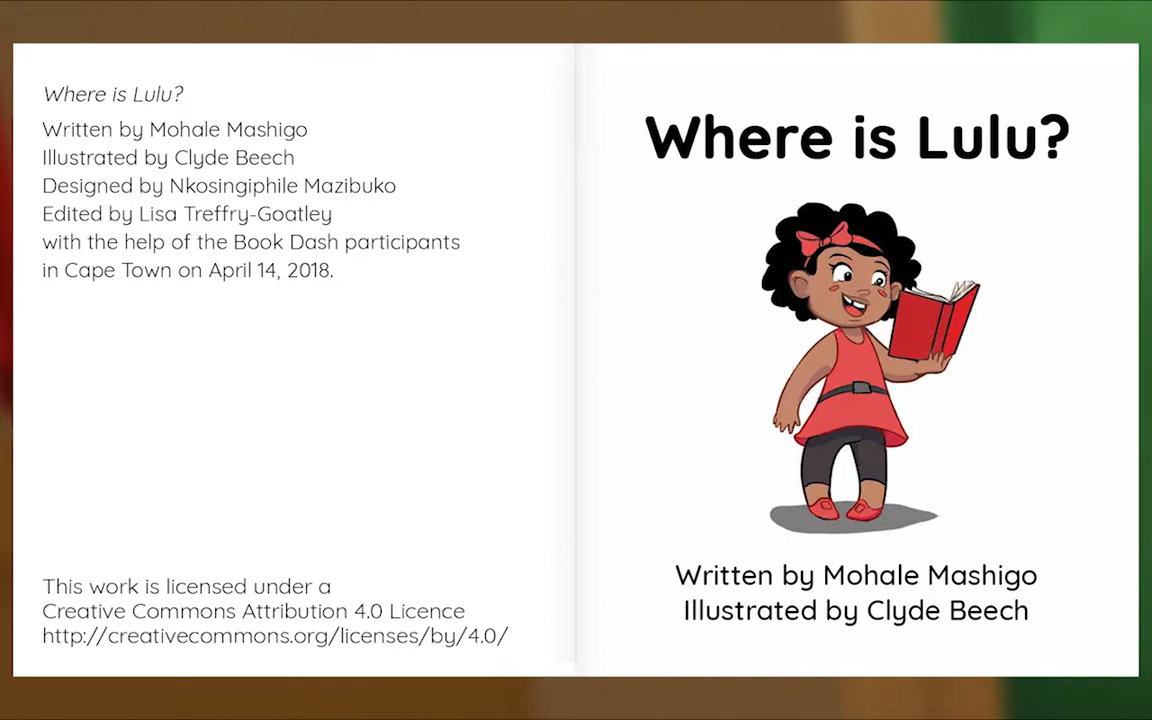 Where is Lulu?
Written by Mohale Mashigo
Illustrated by Clyde Beech
Designed by Nkosingiphile Mazibuko
Edited by Lisa Treffry-Goatley
with the help of the Book Dash participants
in Cape Town on April 14, 2018.
This work is licensed under a
Creative Commons Attribution 4.0 Licence
http://creativecommons.org/licenses/by/4.0/
Where is Lulu?
Written by Mohale Mashigo
Illustrated by Clyde Beech